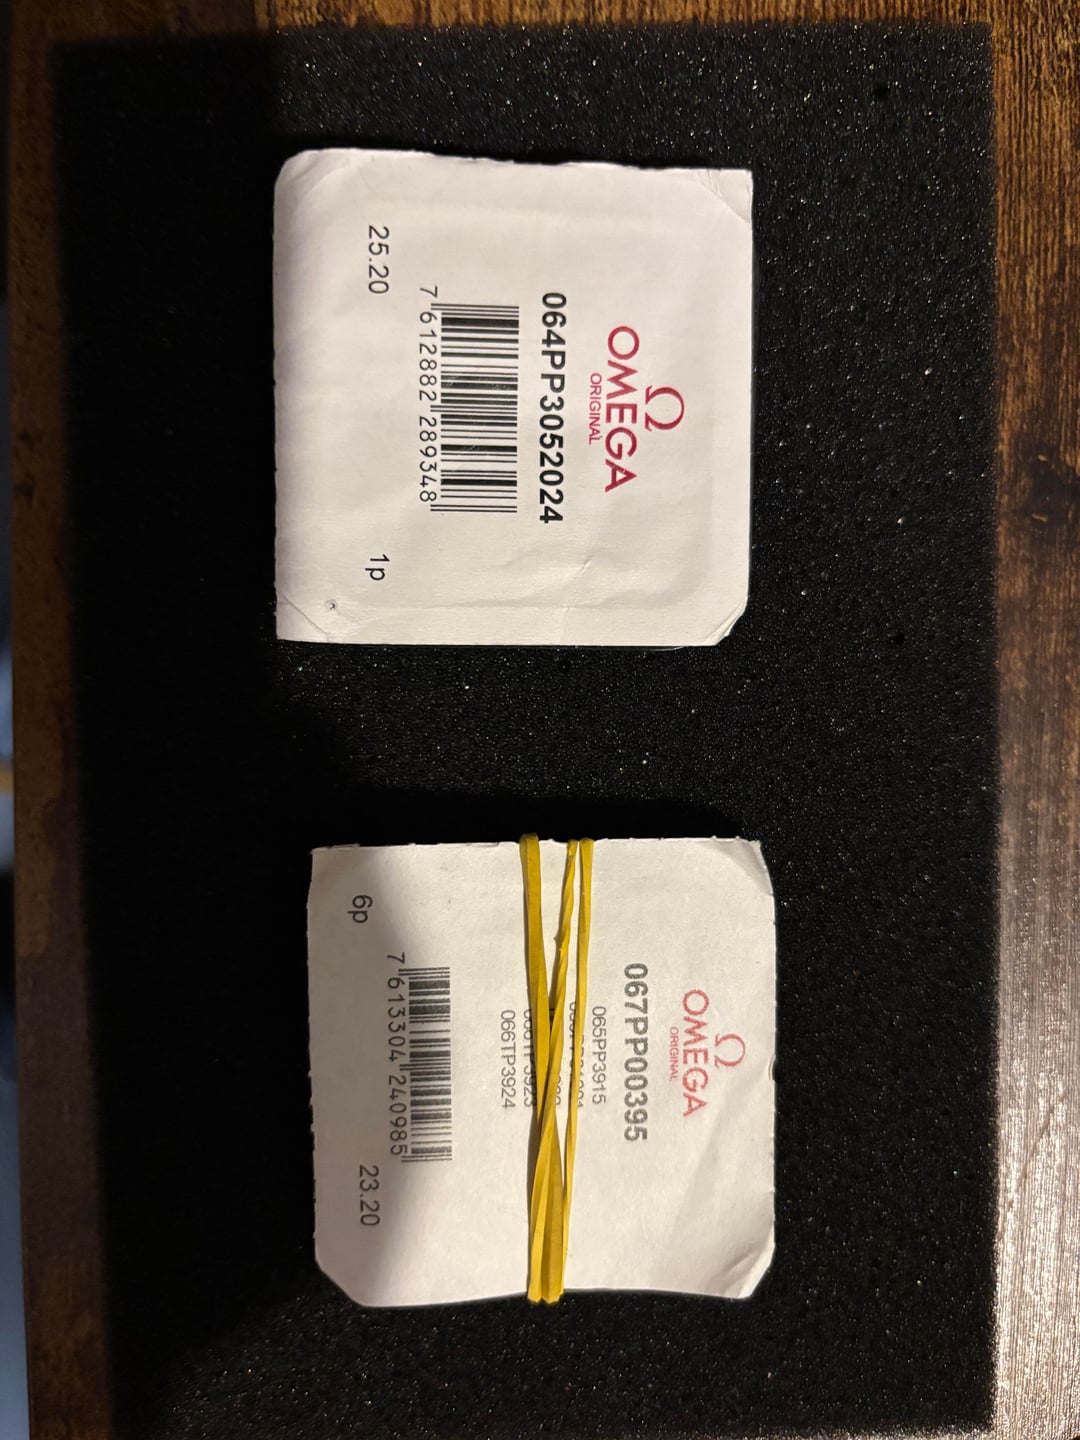 Ω
OMEGA
ORIGINAL
064PP3052024
7 612882 289348
25.20
1p
Ω
OMEGA
ORIGINAL
067PP00395
065PP3915
066TP3924
7 613304 240985
6p
23.20